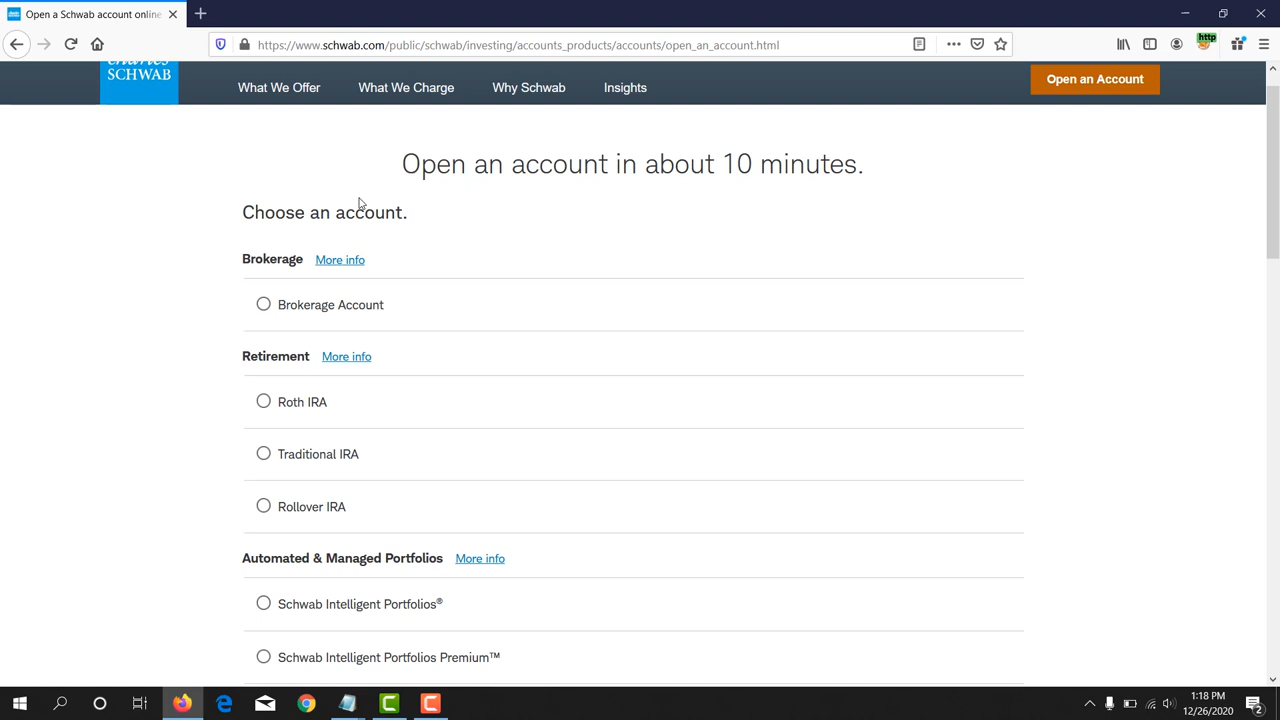 Open a Schwab account online
https://www.schwab.com/public/schwab/investing/accounts_products/accounts/open_an_account.html
http
charles
SCHWAB
What We Offer
What We Charge
Why Schwab
Insights
Open an Account
Open an account in about 10 minutes.
Choose an account.
Brokerage More info
Brokerage Account
Retirement More info
Roth IRA
Traditional IRA
Rollover IRA
Automated & Managed Portfolios More info
Schwab Intelligent Portfolios®
Schwab Intelligent Portfolios Premium™
1:18 PM
12/26/2020
2